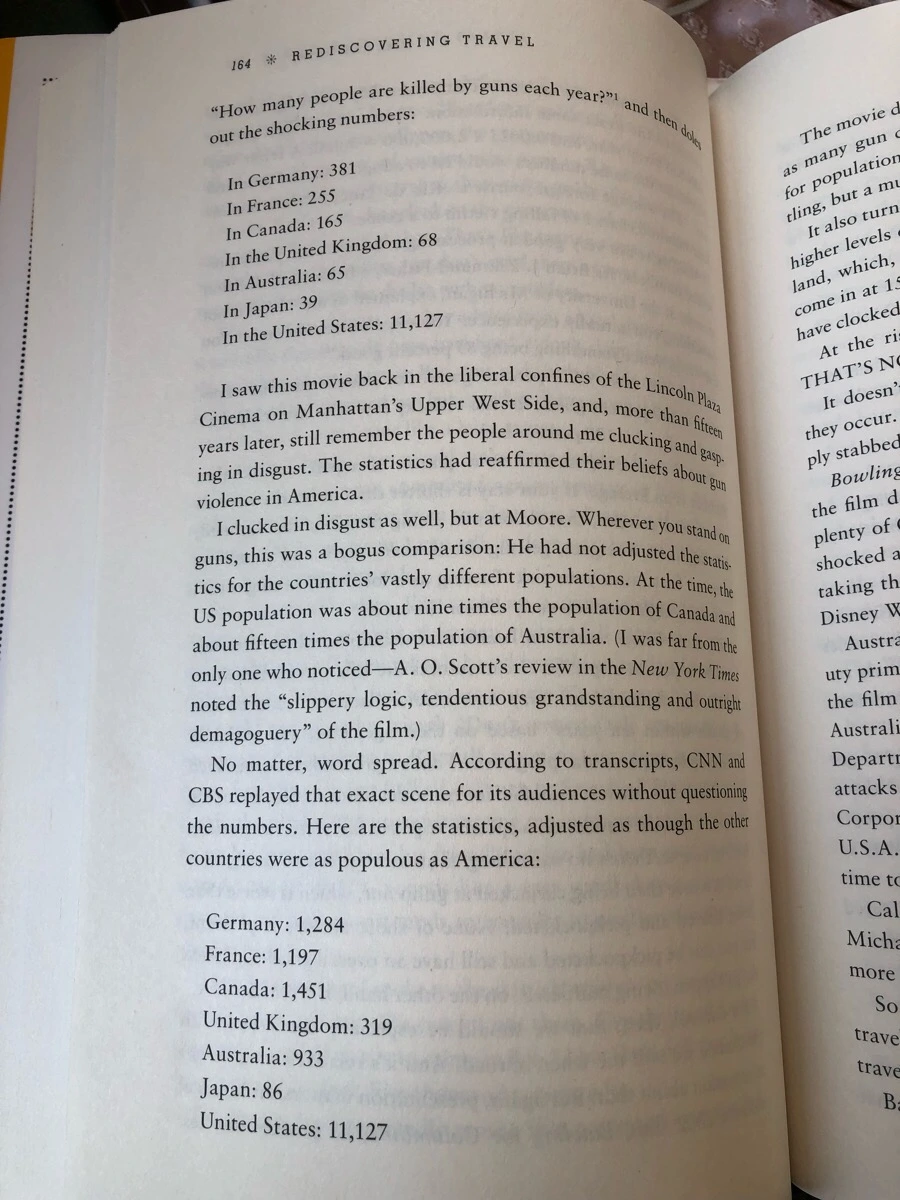 164 ☼ REDISCOVERING TRAVEL
“How many people are killed by guns each year?”¹ and then doles
out the shocking numbers:
In Germany: 381
In France: 255
In Canada: 165
In the United Kingdom: 68
In Australia: 65
In Japan: 39
In the United States: 11,127
I saw this movie back in the liberal confines of the Lincoln Plaza
Cinema on Manhattan’s Upper West Side, and, more than fifteen
years later, still remember the people around me clucking and gasp-
ing in disgust. The statistics had reaffirmed their beliefs about gun
violence in America.
I clucked in disgust as well, but at Moore. Wherever you stand on
guns, this was a bogus comparison: He had not adjusted the statis-
tics for the countries’ vastly different populations. At the time, the
US population was about nine times the population of Canada and
about fifteen times the population of Australia. (I was far from the
only one who noticed—A. O. Scott’s review in the New York Times
noted the “slippery logic, tendentious grandstanding and outright
demagoguery” of the film.)
No matter, word spread. According to transcripts, CNN and
CBS replayed that exact scene for its audiences without questioning
the numbers. Here are the statistics, adjusted as though the other
countries were as populous as America:
Germany: 1,284
France: 1,197
Canada: 1,451
United Kingdom: 319
Australia: 933
Japan: 86
United States: 11,127
The movie
as many gun
for population
tling, but a
It also
higher levels
land, which,
come in at
have clocked
At the
THAT’S
It doesn’
they occur.
ply stabbed
Bowling
the film
plenty of
shocked
taking
Disney
uty
the film
attacks
U.S.A.
time
more
So